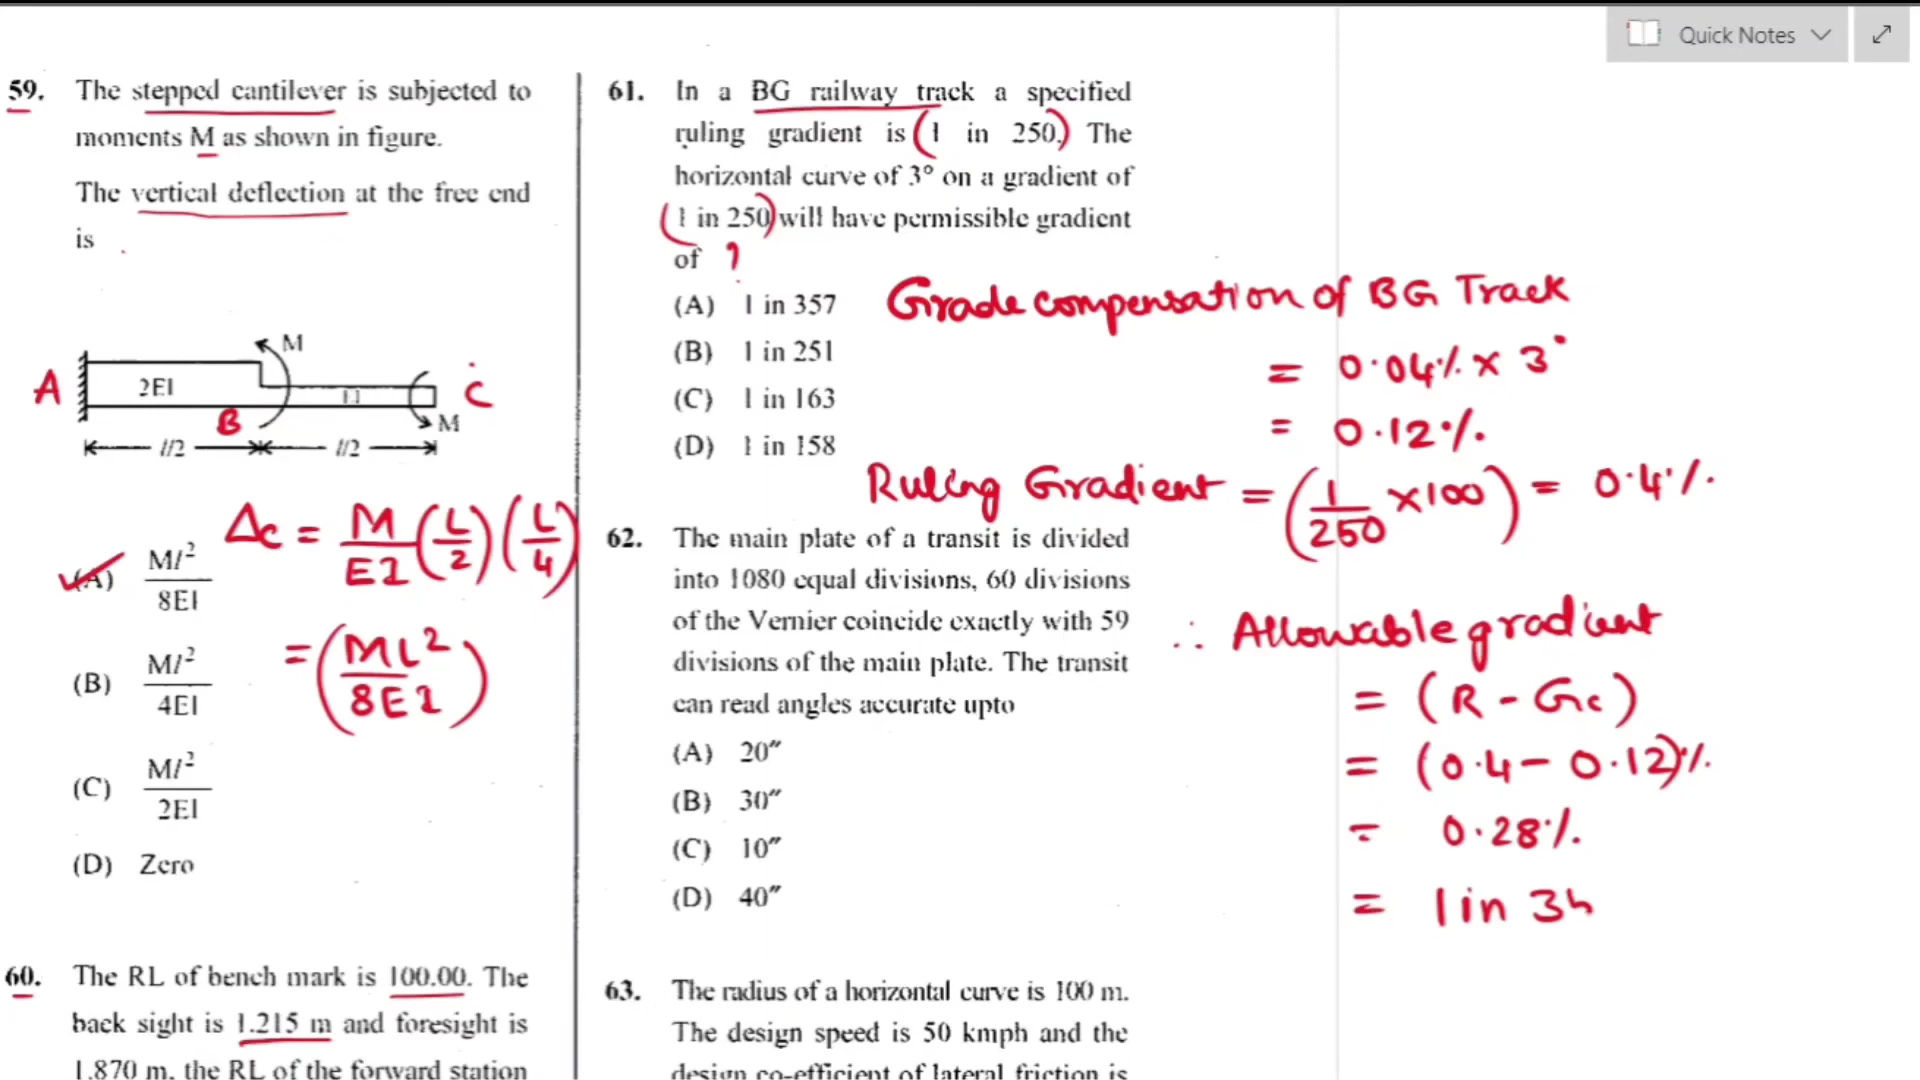 Quick Notes
59. The stepped cantilever is subjected to
moments M as shown in figure.
The vertical deflection at the free end
is
M
A
2EI
B
C
M
l/2
l/2
Δc = M/EI (L/2)(L/4)
= (ML²/8EI)
(A) Ml²/8EI
(B) Ml²/4EI
(C) Ml²/2EI
(D) Zero
60. The RL of bench mark is 100.00. The
back sight is 1.215 m and foresight is
1.870 m, the RL of the forward station
61. In a BG railway track a specified
ruling gradient is (1 in 250.) The
horizontal curve of 3° on a gradient of
(1 in 250) will have permissible gradient
of ?
(A) 1 in 357
(B) 1 in 251
(C) 1 in 163
(D) 1 in 158
62. The main plate of a transit is divided
into 1080 equal divisions, 60 divisions
of the Vernier coincide exactly with 59
divisions of the main plate. The transit
can read angles accurate upto
(A) 20″
(B) 30″
(C) 10″
(D) 40″
63. The radius of a horizontal curve is 100 m.
The design speed is 50 kmph and the
design co-efficient of lateral friction is
Grade compensation of BG Track
= 0.04% x 3°
= 0.12%
Ruling Gradient = (1/250 x100) = 0.4%
∴ Allowable gradient
= (R - Gc)
= (0.4 - 0.12)%
= 0.28%
= 1 in 3